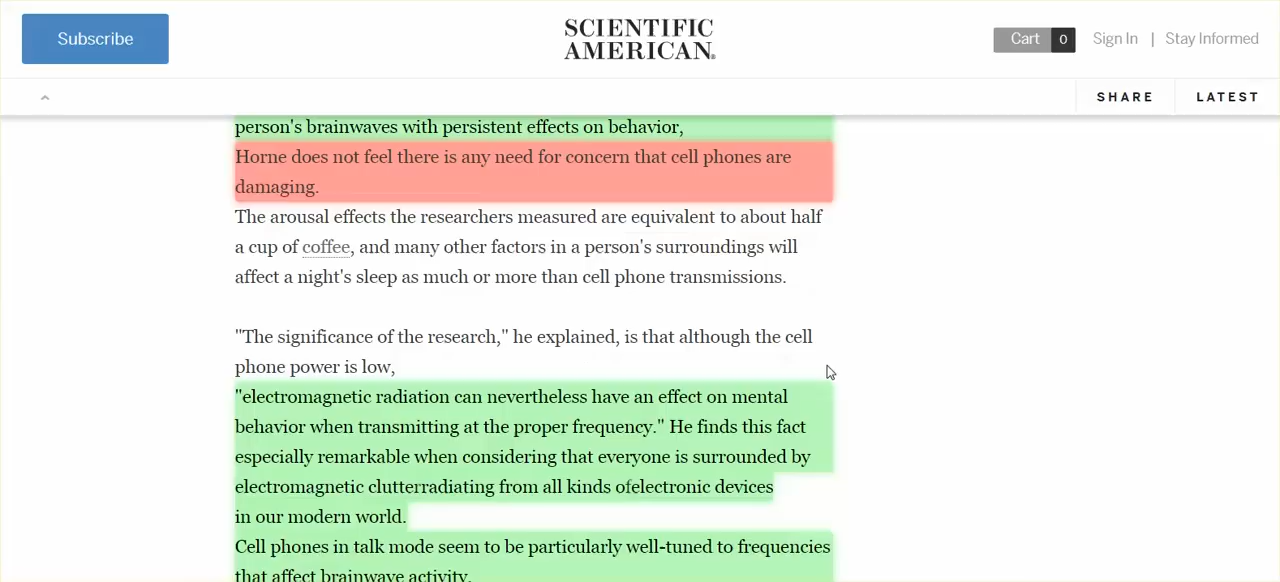 Subscribe
SCIENTIFIC
AMERICAN®
Cart 0
Sign In | Stay Informed
SHARE
LATEST
person's brainwaves with persistent effects on behavior,
Horne does not feel there is any need for concern that cell phones are
damaging.
The arousal effects the researchers measured are equivalent to about half
a cup of coffee, and many other factors in a person's surroundings will
affect a night's sleep as much or more than cell phone transmissions.
"The significance of the research," he explained, is that although the cell
phone power is low,
"electromagnetic radiation can nevertheless have an effect on mental
behavior when transmitting at the proper frequency." He finds this fact
especially remarkable when considering that everyone is surrounded by
electromagnetic clutterradiating from all kinds ofelectronic devices
in our modern world.
Cell phones in talk mode seem to be particularly well-tuned to frequencies
that affect brainwave activity.